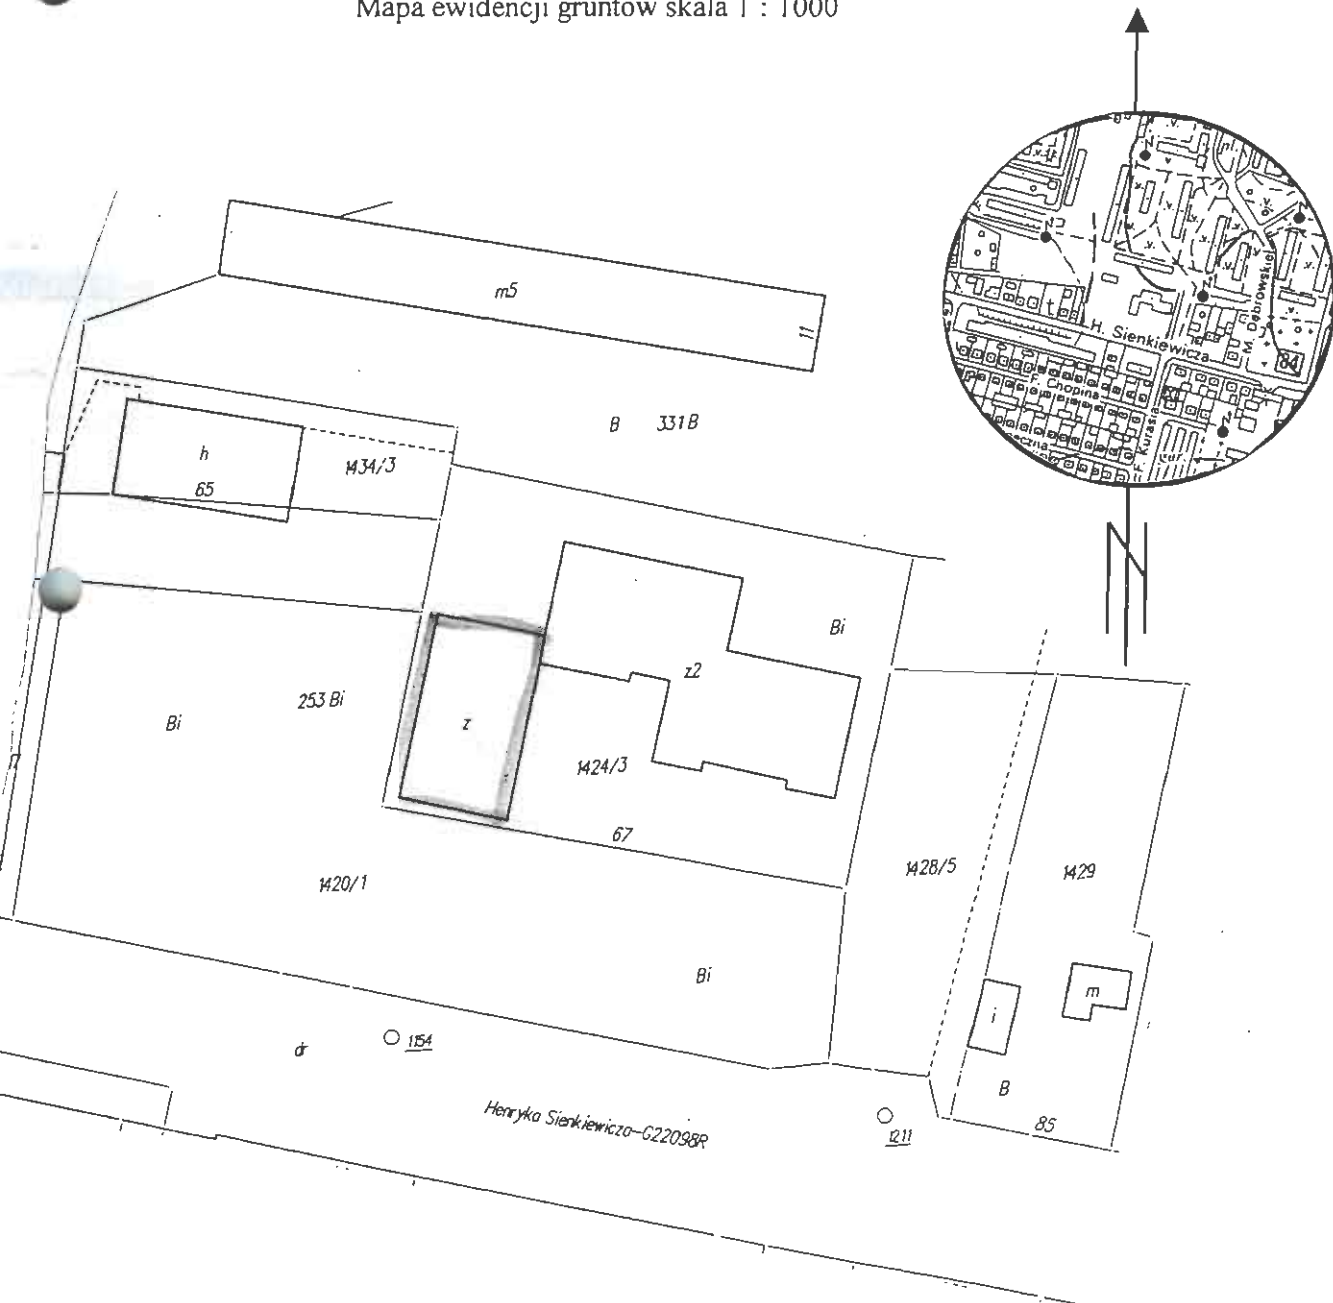 Mapa ewidencji gruntów skala 1 : 1000
m5
11
B 331B
h
1434/3
65
H. Sienkiewicza
M. Dąbrowskiej
F. Chopina
F. Kurasia
84
Bi
z2
253 Bi
Bi
z
1424/3
67
1428/5
1429
1420/1
Bi
m
i
dr
1154
B
Henryka Sienkiewicza-G22098R
1211
85